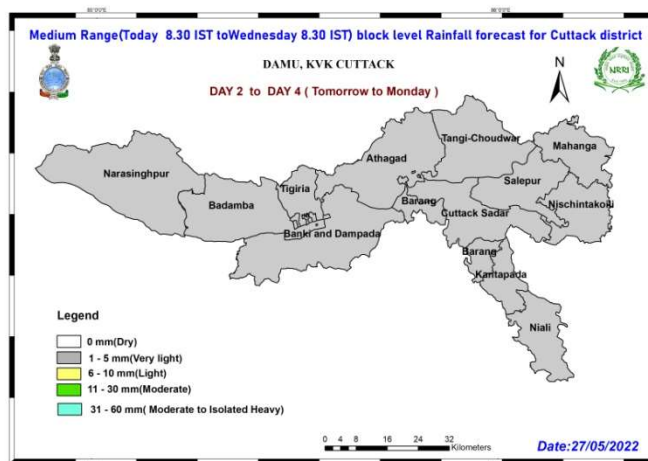 Medium Range(Today 8.30 IST toWednesday 8.30 IST) block level Rainfall forecast for Cuttack district
DAMU, KVK CUTTACK
N
NRRI
DAY 2 to DAY 4 ( Tomorrow to Monday )
Tangi-Choudwar
Mahanga
Athagad
Narasinghpur
Salepur
Tigiria
Badamba
Barang
Nischintakoili
Cuttack Sadar
Banki and Dampada
Barang
Kantapada
Niali
Legend
0 mm(Dry)
1 - 5 mm(Very light)
6 - 10 mm(Light)
11 - 30 mm(Moderate)
31 - 60 mm( Moderate to Isolated Heavy)
0 4 8 16 24 32
Kilometers
Date:27/05/2022